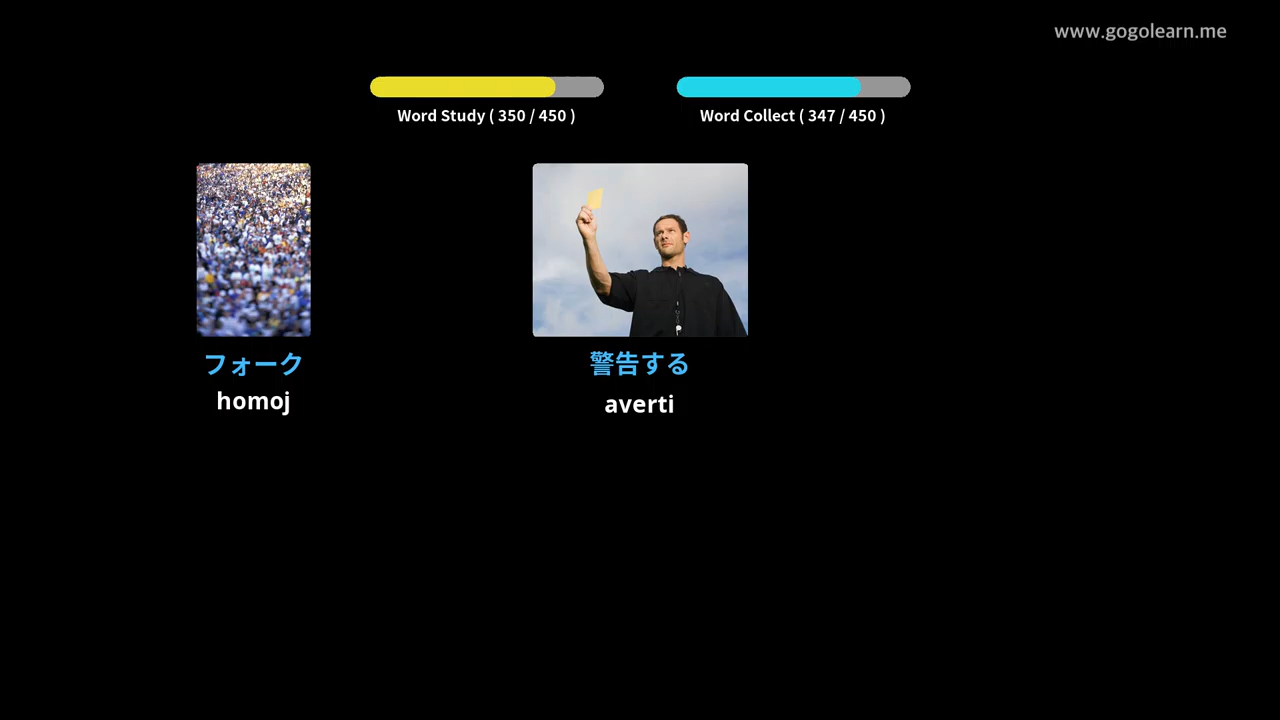 www.gogolearn.me
Word Study ( 350 / 450 )
Word Collect ( 347 / 450 )
フォーク
homoj
警告する
averti